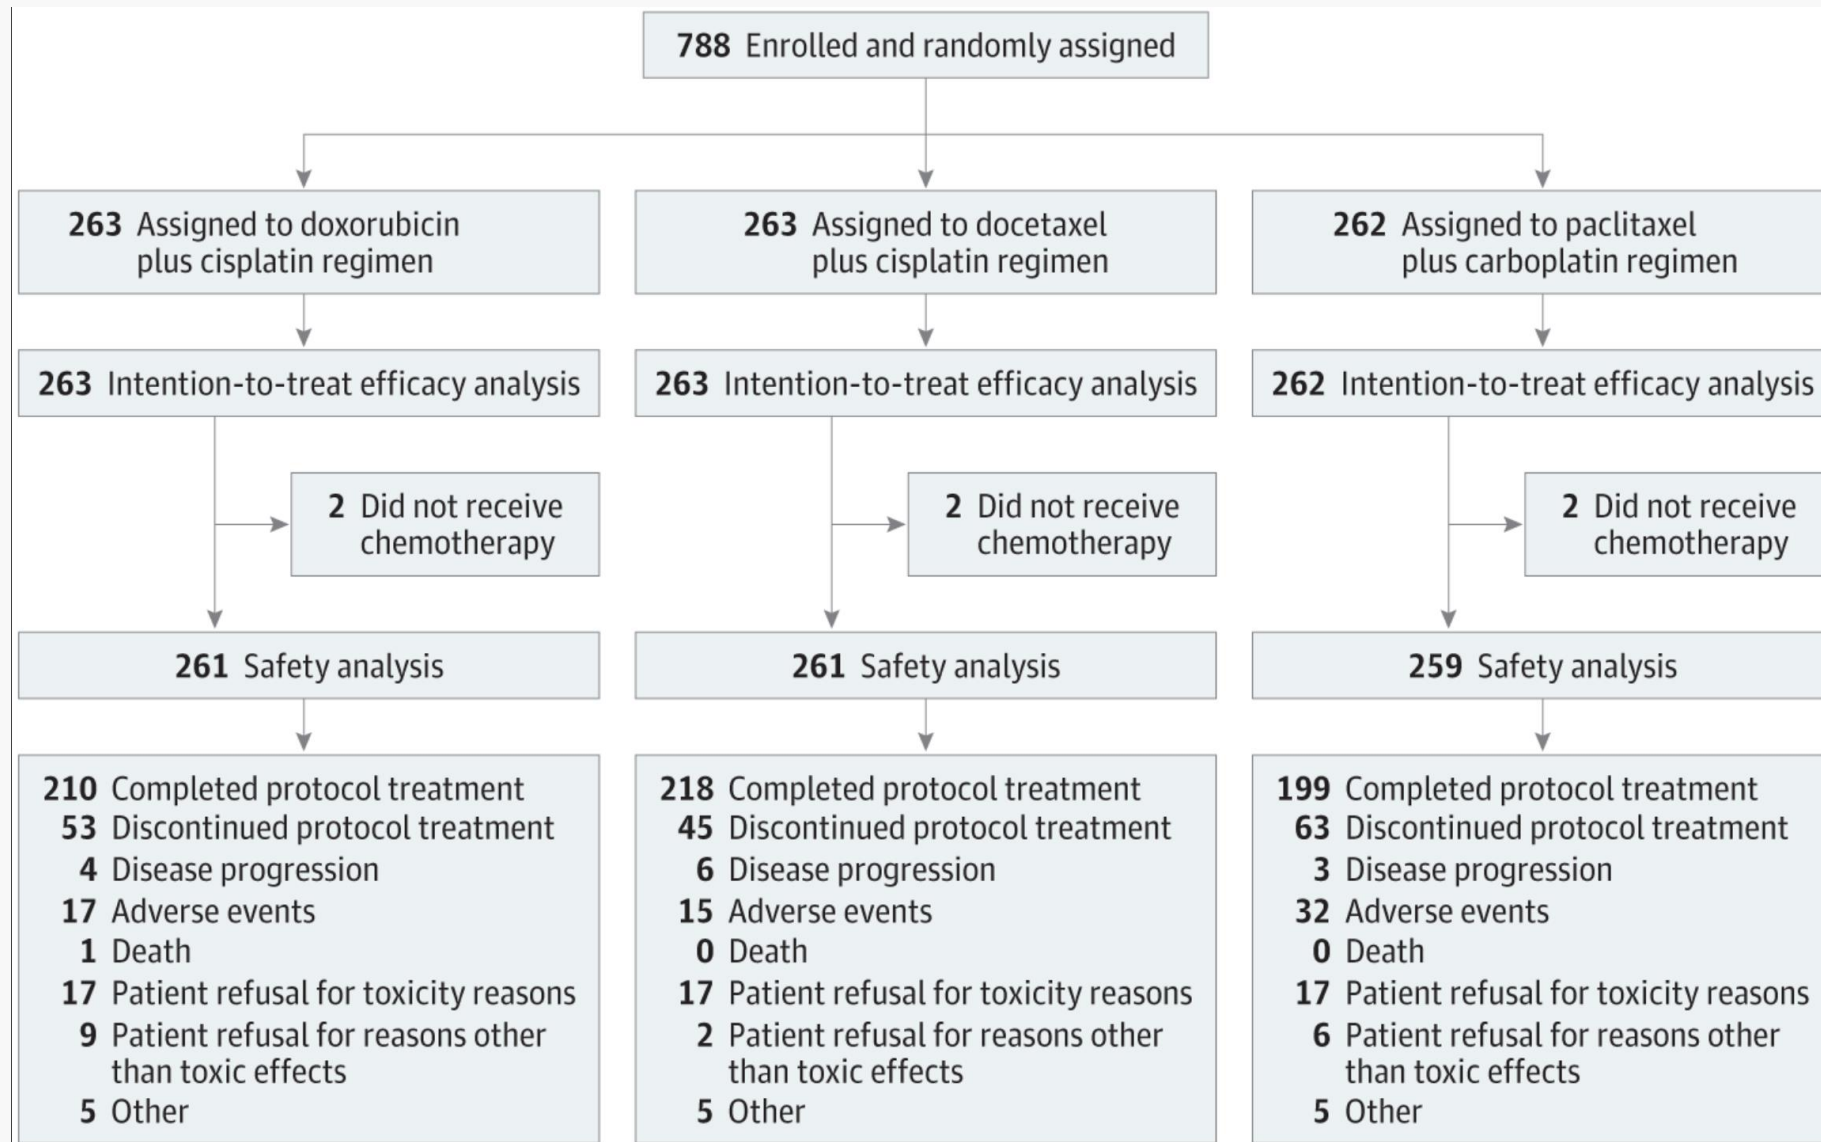 788 Enrolled and randomly assigned
263 Assigned to doxorubicin
plus cisplatin regimen
263 Assigned to docetaxel
plus cisplatin regimen
262 Assigned to paclitaxel
plus carboplatin regimen
263 Intention-to-treat efficacy analysis
263 Intention-to-treat efficacy analysis
262 Intention-to-treat efficacy analysis
2 Did not receive
chemotherapy
2 Did not receive
chemotherapy
2 Did not receive
chemotherapy
261 Safety analysis
261 Safety analysis
259 Safety analysis
210 Completed protocol treatment
53 Discontinued protocol treatment
4 Disease progression
17 Adverse events
1 Death
17 Patient refusal for toxicity reasons
9 Patient refusal for reasons other
than toxic effects
5 Other
218 Completed protocol treatment
45 Discontinued protocol treatment
6 Disease progression
15 Adverse events
0 Death
17 Patient refusal for toxicity reasons
2 Patient refusal for reasons other
than toxic effects
5 Other
199 Completed protocol treatment
63 Discontinued protocol treatment
3 Disease progression
32 Adverse events
0 Death
17 Patient refusal for toxicity reasons
6 Patient refusal for reasons other
than toxic effects
5 Other